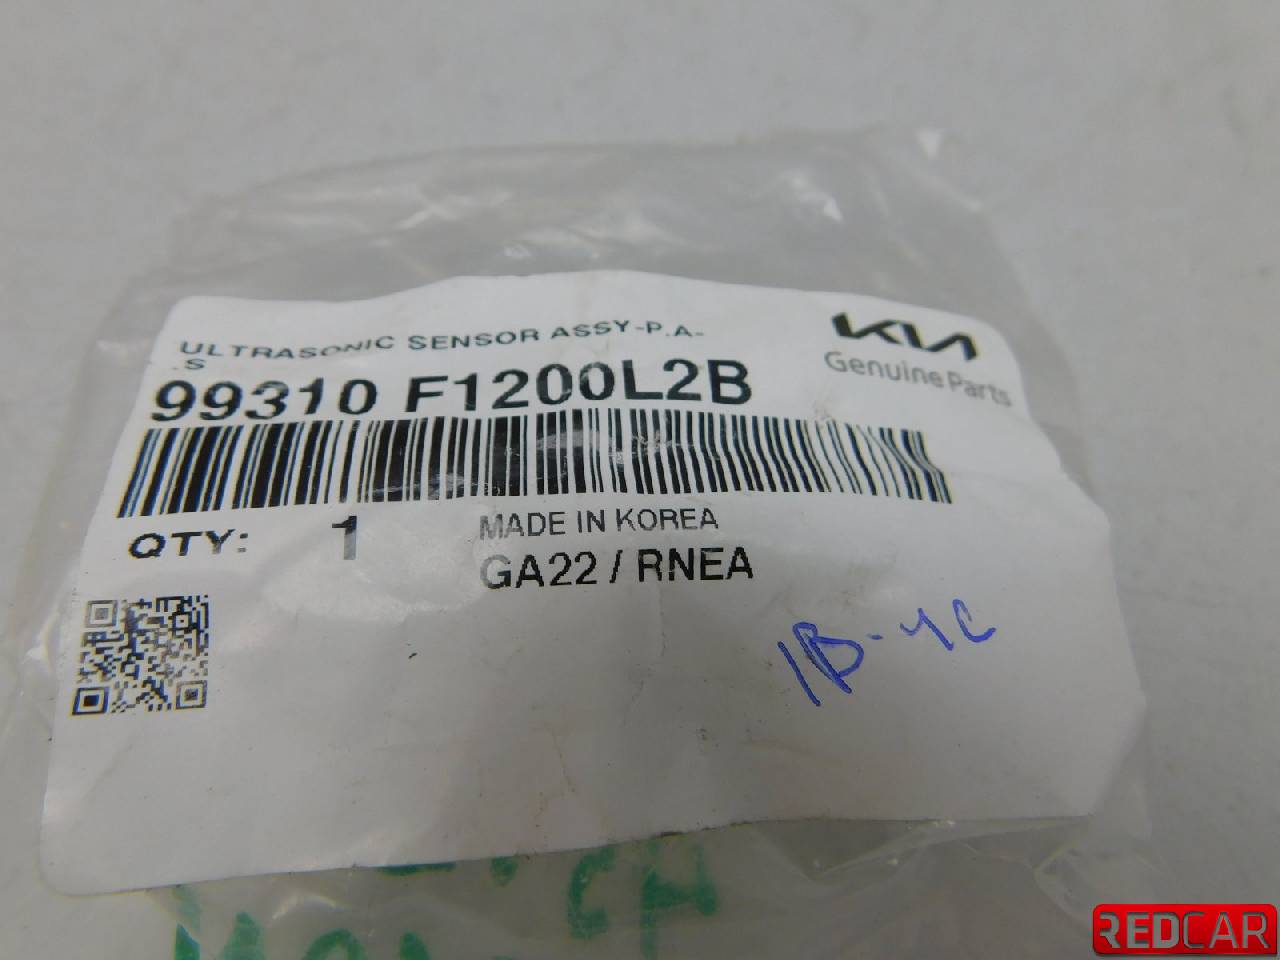 ULTRASONIC SENSOR ASSY-P.A-
.S
KIA
Genuine Parts
99310 F1200L2B
QTY: 1
MADE IN KOREA
GA22 / RNEA
1B-4C
REDCAR